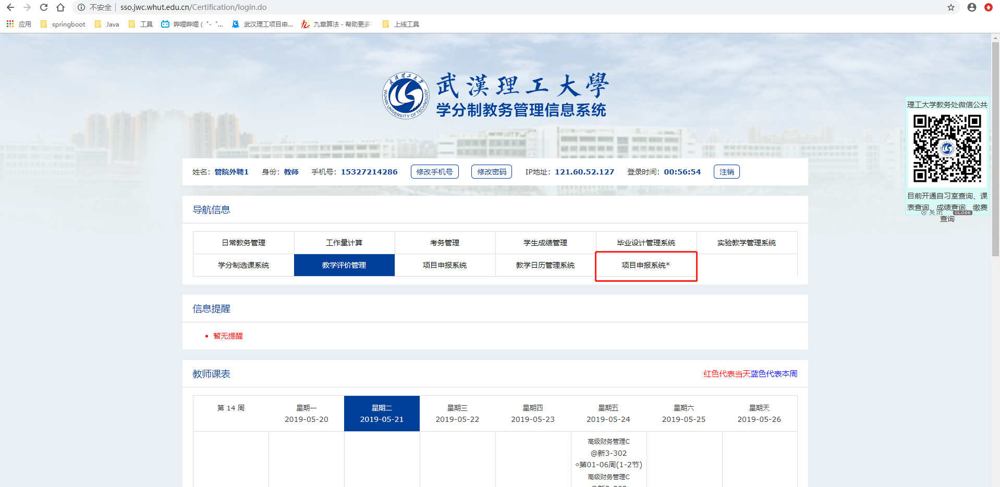 不安全 sso.jwc.whut.edu.cn/Certification/login.do
应用 springboot Java 工具 哔哩哔哩 ( ゜- ゜... 武汉理工项目申... 九章算法 - 帮助更多 上线工具
武漢理工大學
学分制教务管理信息系统
武漢理工大学
WUHAN UNIVERSITY OF TECHNOLOGY
理工大学教务处微信公共
目前开通自习室查询、课
表查询、成绩查询、缴费
查询
关闭 CLOSE
姓名：管院外聘1 身份：教师 手机号：15327214286 修改手机号 修改密码 IP地址：121.60.52.127 登录时间：00:56:54 注销
导航信息
日常教务管理 工作量计算 考务管理 学生成绩管理 毕业设计管理系统 实验教学管理系统
学分制选课系统 教学评价管理 项目申报系统 教学日历管理系统 项目申报系统*
信息提醒
暂无提醒
教师课表 红色代表当天蓝色代表本周
第 14 周 星期一 星期二 星期三 星期四 星期五 星期六 星期天
2019-05-20 2019-05-21 2019-05-22 2019-05-23 2019-05-24 2019-05-25 2019-05-26
高级财务管理C
@新3-302
◇第01-06周(1-2节)
高级财务管理C